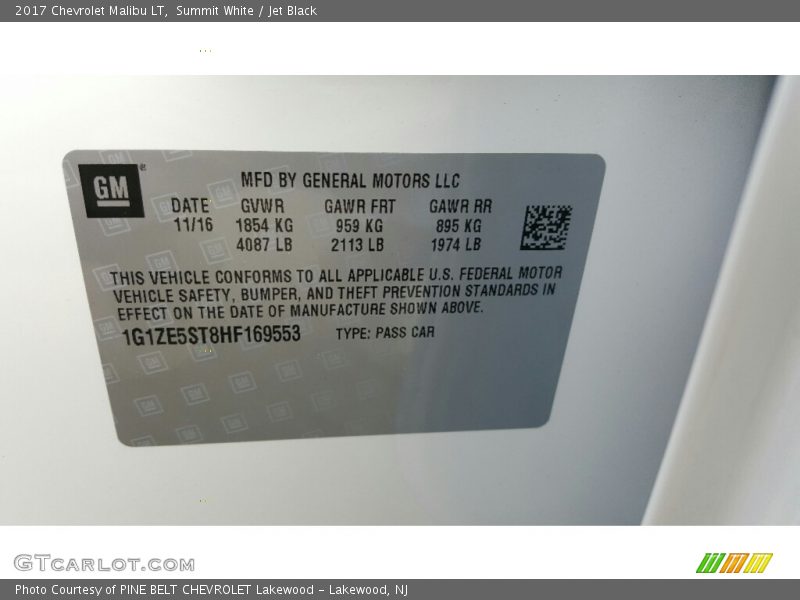 2017 Chevrolet Malibu LT, Summit White / Jet Black
GM
MFD BY GENERAL MOTORS LLC
DATE GVWR GAWR FRT GAWR RR
11/16 1854 KG 959 KG 895 KG
4087 LB 2113 LB 1974 LB
THIS VEHICLE CONFORMS TO ALL APPLICABLE U.S. FEDERAL MOTOR
VEHICLE SAFETY, BUMPER, AND THEFT PREVENTION STANDARDS IN
EFFECT ON THE DATE OF MANUFACTURE SHOWN ABOVE.
1G1ZE5ST8HF169553 TYPE: PASS CAR
GTCARLOT.COM
Photo Courtesy of PINE BELT CHEVROLET Lakewood - Lakewood, NJ